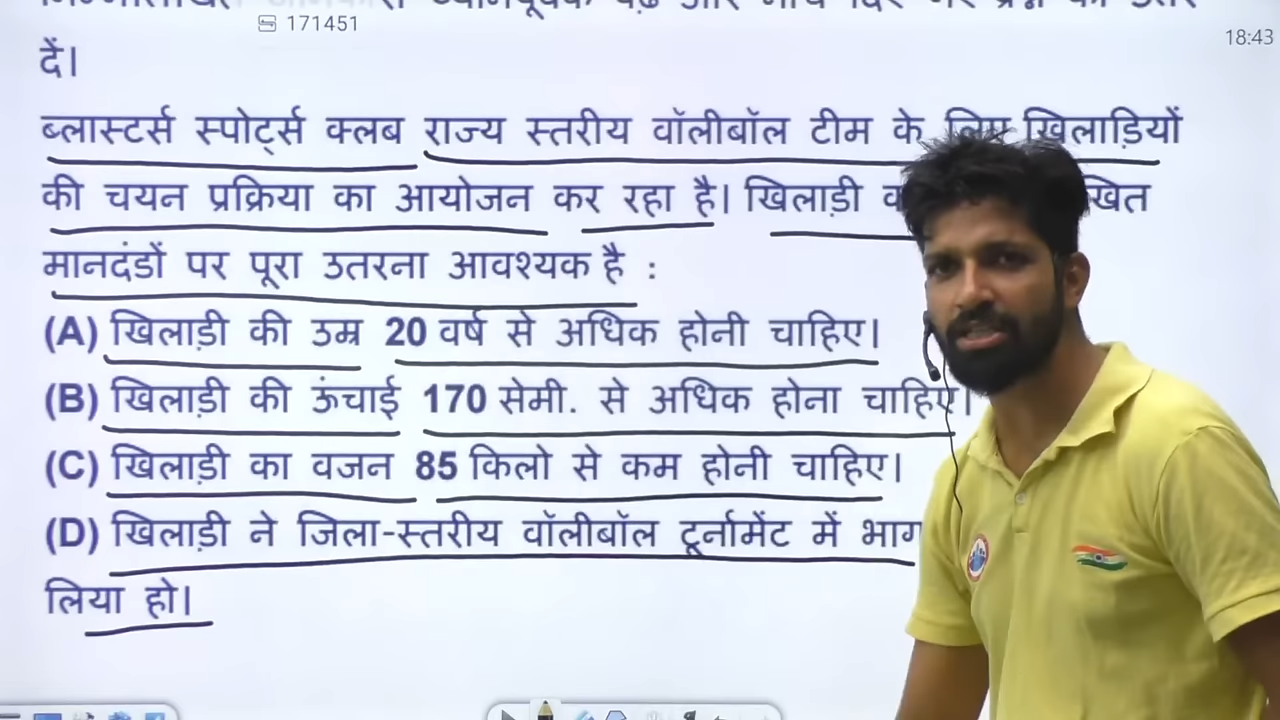 171451
18:43
दें।
ब्लास्टर्स स्पोर्ट्स क्लब राज्य स्तरीय वॉलीबॉल टीम के लिए खिलाड़ियों
की चयन प्रक्रिया का आयोजन कर रहा है। खिलाड़ी
मानदंडों पर पूरा उतरना आवश्यक है :
(A) खिलाड़ी की उम्र 20 वर्ष से अधिक होनी चाहिए।
(B) खिलाड़ी की ऊंचाई 170 सेमी. से अधिक होना चाहिए।
(C) खिलाड़ी का वजन 85 किलो से कम होनी चाहिए।
(D) खिलाड़ी ने जिला-स्तरीय वॉलीबॉल टूर्नामेंट में भाग
लिया हो।